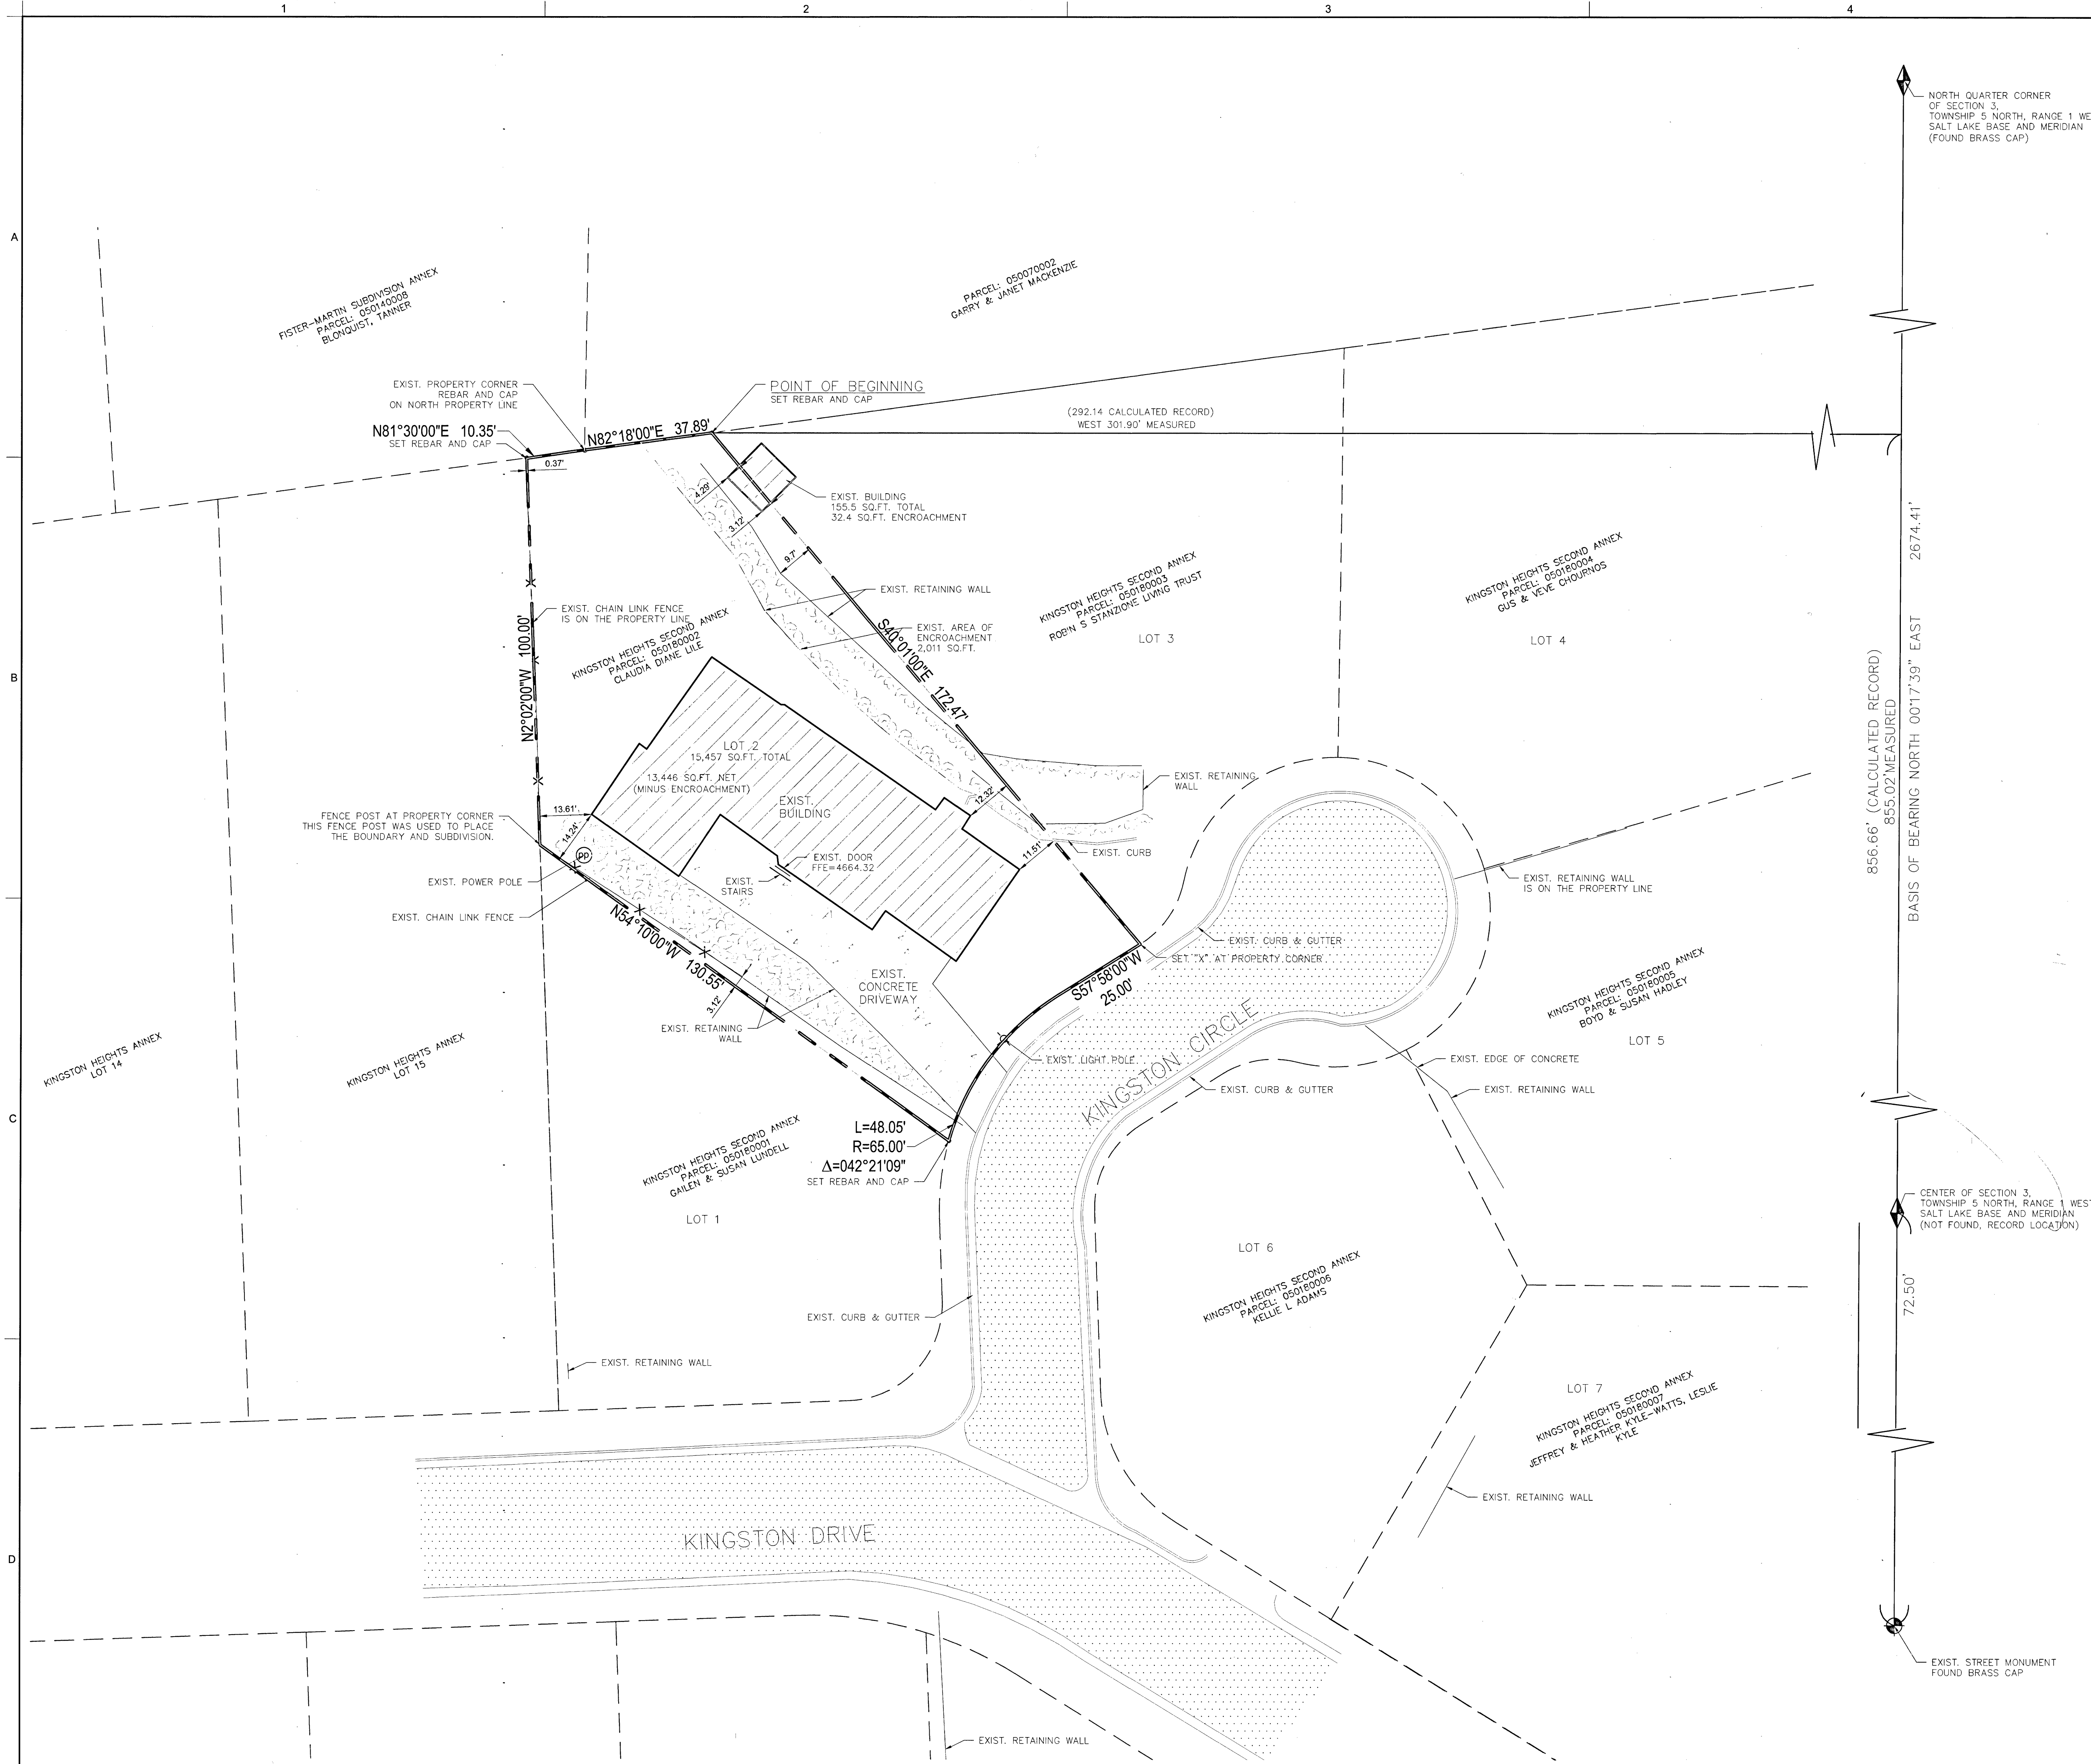 1
2
3
4
NORTH QUARTER CORNER
OF SECTION 3,
TOWNSHIP 5 NORTH, RANGE 1 WE
SALT LAKE BASE AND MERIDIAN
(FOUND BRASS CAP)
A
FISTER-MARTIN SUBDIVISION ANNEX
PARCEL: 050140008
BLONQUIST, TANNER
PARCEL: 050070002
GARRY & JANET MACKENZIE
EXIST. PROPERTY CORNER
REBAR AND CAP
ON NORTH PROPERTY LINE
POINT OF BEGINNING
SET REBAR AND CAP
N81°30'00"E 10.35'
SET REBAR AND CAP
N82°18'00"E 37.89'
(292.14 CALCULATED RECORD)
WEST 301.90' MEASURED
0.37'
4.29'
3.12'
9.7'
EXIST. BUILDING
155.5 SQ.FT. TOTAL
32.4 SQ.FT. ENCROACHMENT
2674.41'
EXIST. RETAINING WALL
EXIST. CHAIN LINK FENCE
IS ON THE PROPERTY LINE
KINGSTON HEIGHTS SECOND ANNEX
PARCEL: 050180002
CLAUDIA DIANE LILE
EXIST. AREA OF
ENCROACHMENT
2,011 SQ.FT.
KINGSTON HEIGHTS SECOND ANNEX
PARCEL: 050180003
ROBIN S STANZIONE LIVING TRUST
LOT 3
KINGSTON HEIGHTS SECOND ANNEX
PARCEL: 050180004
GUS & VEVE CHOURNOS
LOT 4
B
N2°02'00"W 100.00'
S40°01'00"E 172.47'
LOT 2
15,457 SQ.FT. TOTAL
13,446 SQ.FT. NET
(MINUS ENCROACHMENT)
EXIST.
BUILDING
EXIST. RETAINING
WALL
856.66' (CALCULATED RECORD)
855.02'MEASURED
BASIS OF BEARING NORTH 00°17'39" EAST
13.61'
14.24'
12.32'
11.51'
FENCE POST AT PROPERTY CORNER
THIS FENCE POST WAS USED TO PLACE
THE BOUNDARY AND SUBDIVISION.
PP
EXIST. DOOR
FFE=4664.32
EXIST.
STAIRS
EXIST. CURB
EXIST. POWER POLE
EXIST. CHAIN LINK FENCE
EXIST. RETAINING WALL
IS ON THE PROPERTY LINE
N54°10'00"W 130.55'
3.12'
EXIST. CURB & GUTTER
SET "X" AT PROPERTY CORNER
S57°58'00"W
25.00'
EXIST.
CONCRETE
DRIVEWAY
EXIST. RETAINING
WALL
KINGSTON HEIGHTS SECOND ANNEX
PARCEL: 050180005
BOYD & SUSAN HADLEY
LOT 5
KINGSTON HEIGHTS ANNEX
LOT 14
KINGSTON HEIGHTS ANNEX
LOT 15
EXIST. LIGHT POLE
KINGSTON CIRCLE
EXIST. EDGE OF CONCRETE
EXIST. CURB & GUTTER
EXIST. RETAINING WALL
C
KINGSTON HEIGHTS SECOND ANNEX
PARCEL: 050180001
GAILEN & SUSAN LUNDELL
LOT 1
L=48.05'
R=65.00'
Δ=042°21'09"
SET REBAR AND CAP
CENTER OF SECTION 3,
TOWNSHIP 5 NORTH, RANGE 1 WEST
SALT LAKE BASE AND MERIDIAN
(NOT FOUND, RECORD LOCATION)
LOT 6
KINGSTON HEIGHTS SECOND ANNEX
PARCEL: 050180006
KELLIE L ADAMS
72.50'
EXIST. CURB & GUTTER
EXIST. RETAINING WALL
LOT 7
KINGSTON HEIGHTS SECOND ANNEX
PARCEL: 050180007
JEFFREY & HEATHER KYLE-WATTS, LESLIE
KYLE
EXIST. RETAINING WALL
KINGSTON DRIVE
D
EXIST. STREET MONUMENT
FOUND BRASS CAP
EXIST. RETAINING WALL